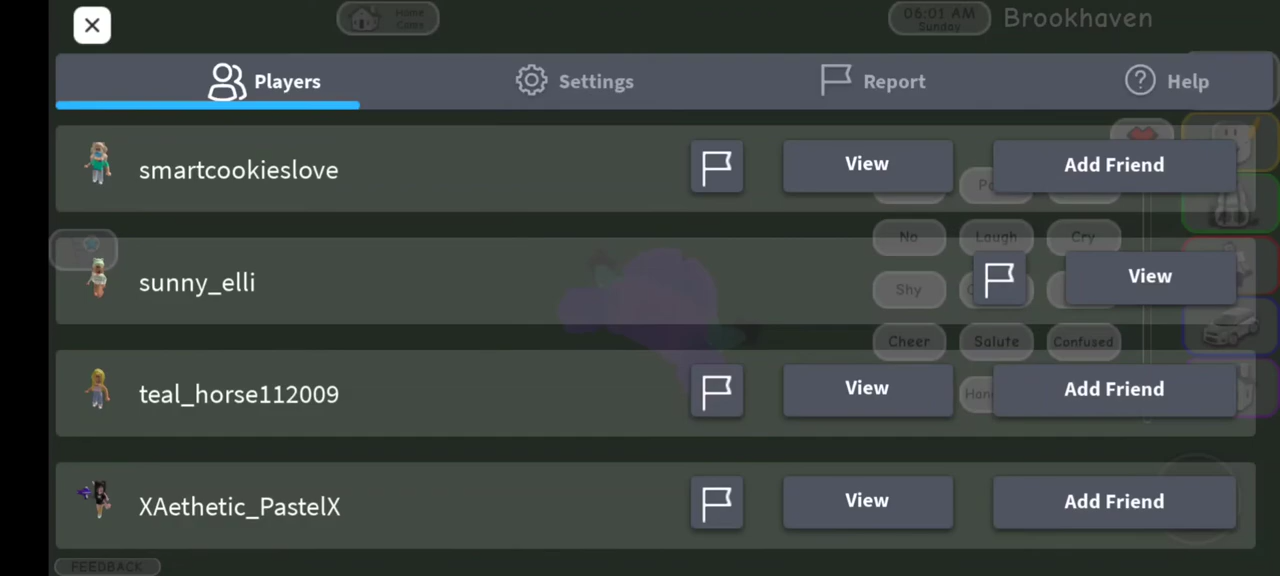 Home
06:01 AM
Sunday
Brookhaven
Players
Settings
Report
Help
smartcookieslove
View
Add Friend
No
Laugh
Cry
sunny_elli
Shy
View
Cheer
Salute
Confused
teal_horse112009
View
Add Friend
XAethetic_PastelX
View
Add Friend
FEEDBACK